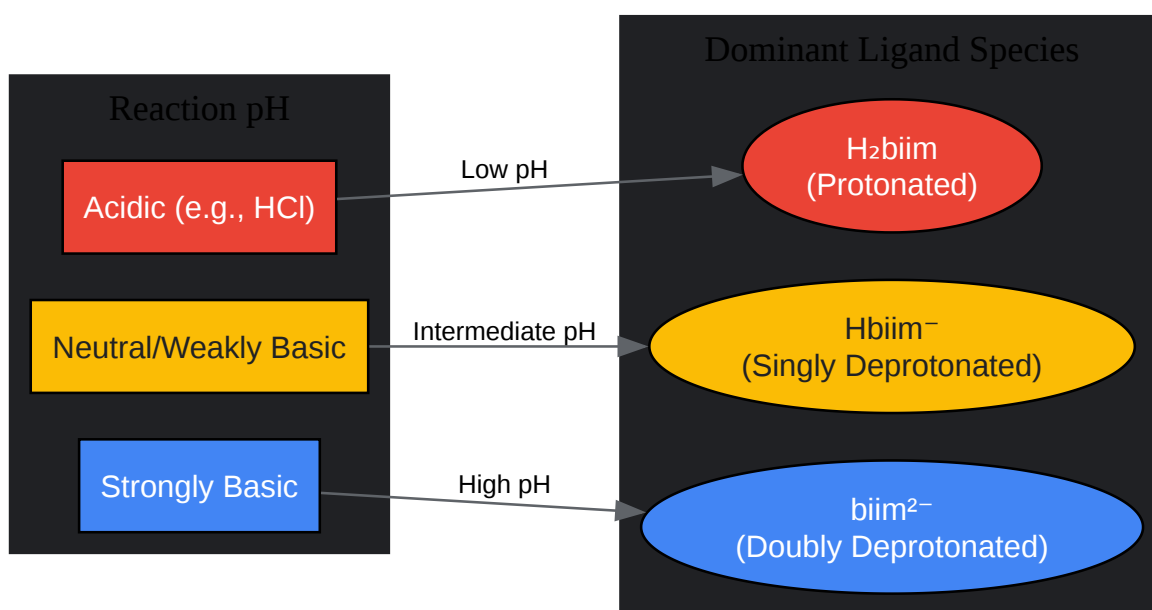 Dominant Ligand Species
Reaction pH
Acidic (e.g., HCl)
Low pH
H₂biim
(Protonated)
Neutral/Weakly Basic
Intermediate pH
Hbiim⁻
(Singly Deprotonated)
Strongly Basic
High pH
biim²⁻
(Doubly Deprotonated)